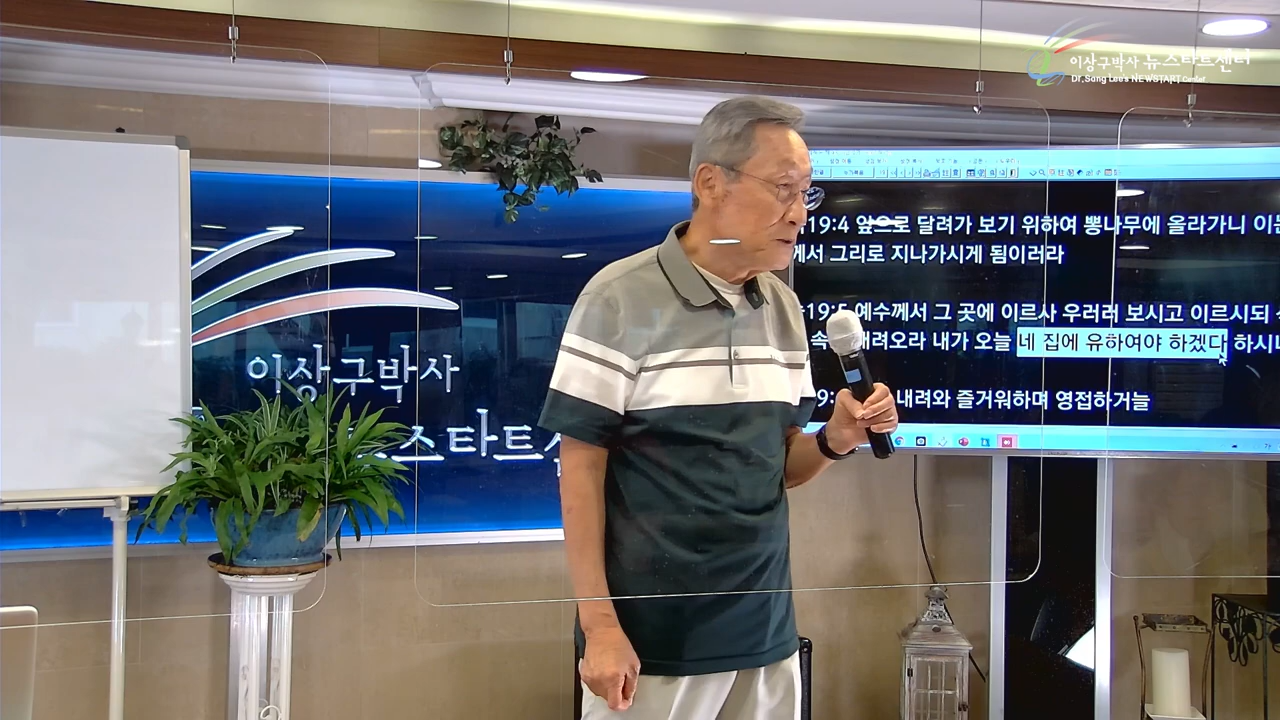 이상구박사 뉴스타트센터
Dr.Sang Lee's NEWSTART Center
19:4 앞으로 달려가 보기 위하여 뽕나무에 올라가니 이는
께서 그리로 지나가시게 됨이러라
예수께서 그 곳에 이르사 우러러 보시고 이르시되
속 내려오라 내가 오늘 네 집에 유하여야 하겠다 하시니
내려와 즐거워하며 영접하거늘
이상구박사
뉴스타트센